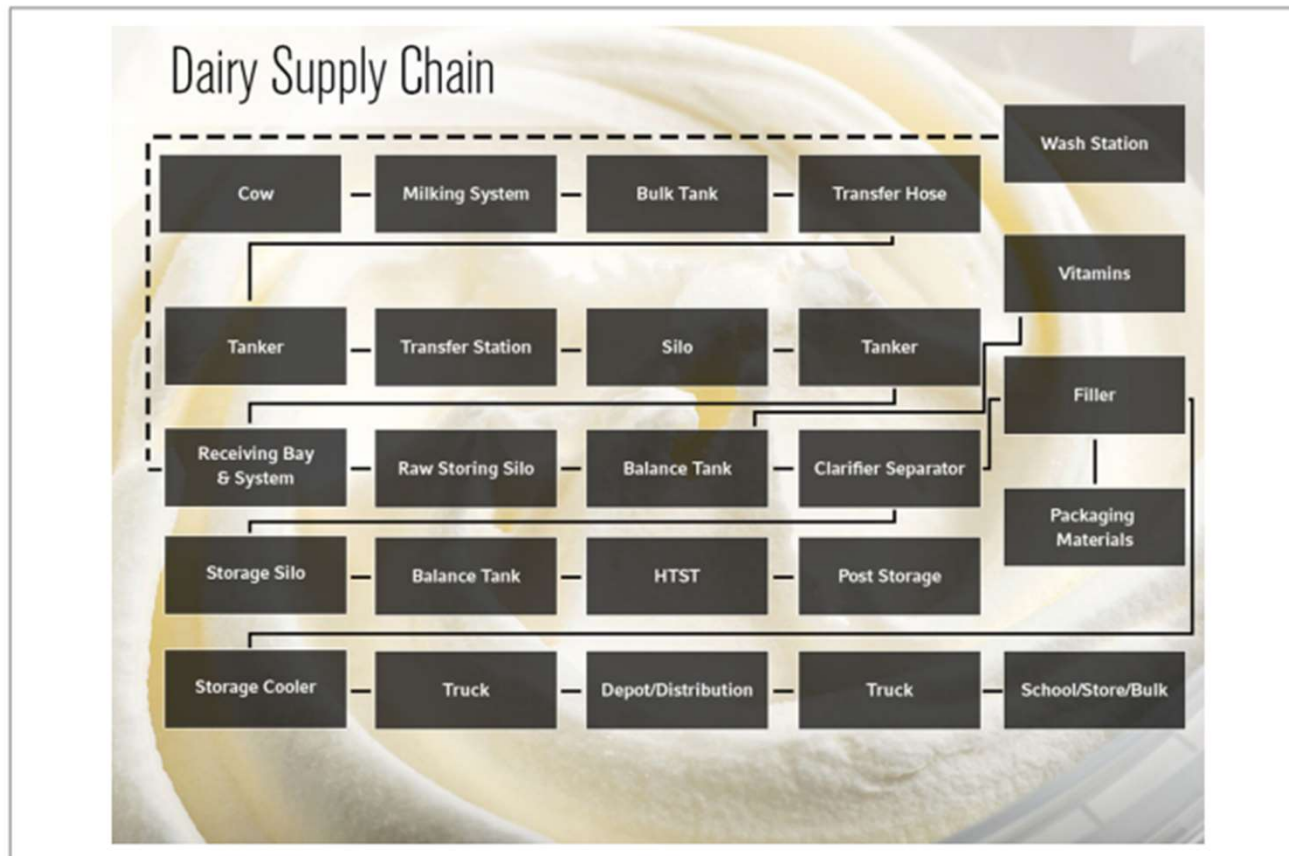 Dairy Supply Chain
Wash Station
Cow
Milking System
Bulk Tank
Transfer Hose
Vitamins
Tanker
Transfer Station
Silo
Tanker
Filler
Receiving Bay
& System
Raw Storing Silo
Balance Tank
Clarifier Separator
Packaging
Materials
Storage Silo
Balance Tank
HTST
Post Storage
Storage Cooler
Truck
Depot/Distribution
Truck
School/Store/Bulk